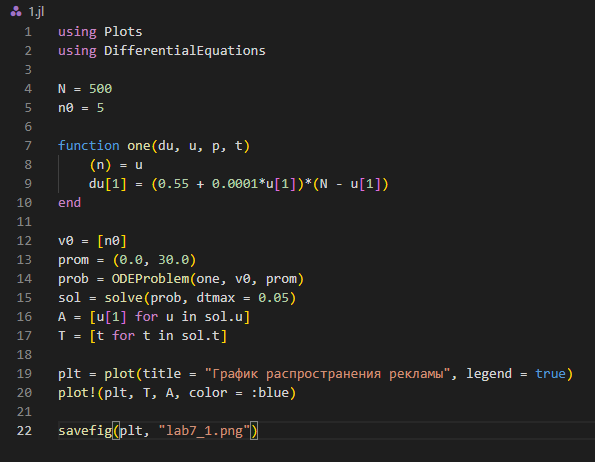 1.jl
1 using Plots
2 using DifferentialEquations
3
4 N = 500
5 n0 = 5
6
7 function one(du, u, p, t)
8     (n) = u
9     du[1] = (0.55 + 0.0001*u[1])*(N - u[1])
10 end
11
12 v0 = [n0]
13 prom = (0.0, 30.0)
14 prob = ODEProblem(one, v0, prom)
15 sol = solve(prob, dtmax = 0.05)
16 A = [u[1] for u in sol.u]
17 T = [t for t in sol.t]
18
19 plt = plot(title = "График распространения рекламы", legend = true)
20 plot!(plt, T, A, color = :blue)
21
22 savefig(plt, "lab7_1.png")